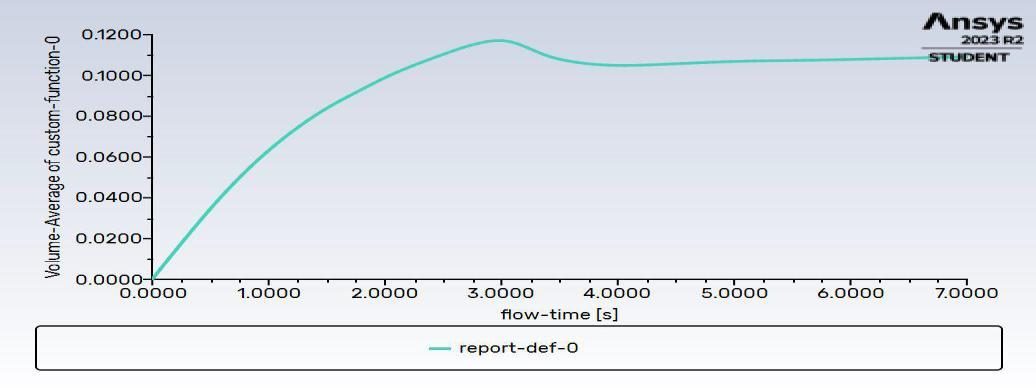 Ansys
2023 R2
STUDENT
Volume-Average of custom-function-0
0.1200
0.1000
0.0800
0.0600
0.0400
0.0200
0.0000
0.0000 1.0000 2.0000 3.0000 4.0000 5.0000 6.0000 7.0000
flow-time [s]
report-def-0